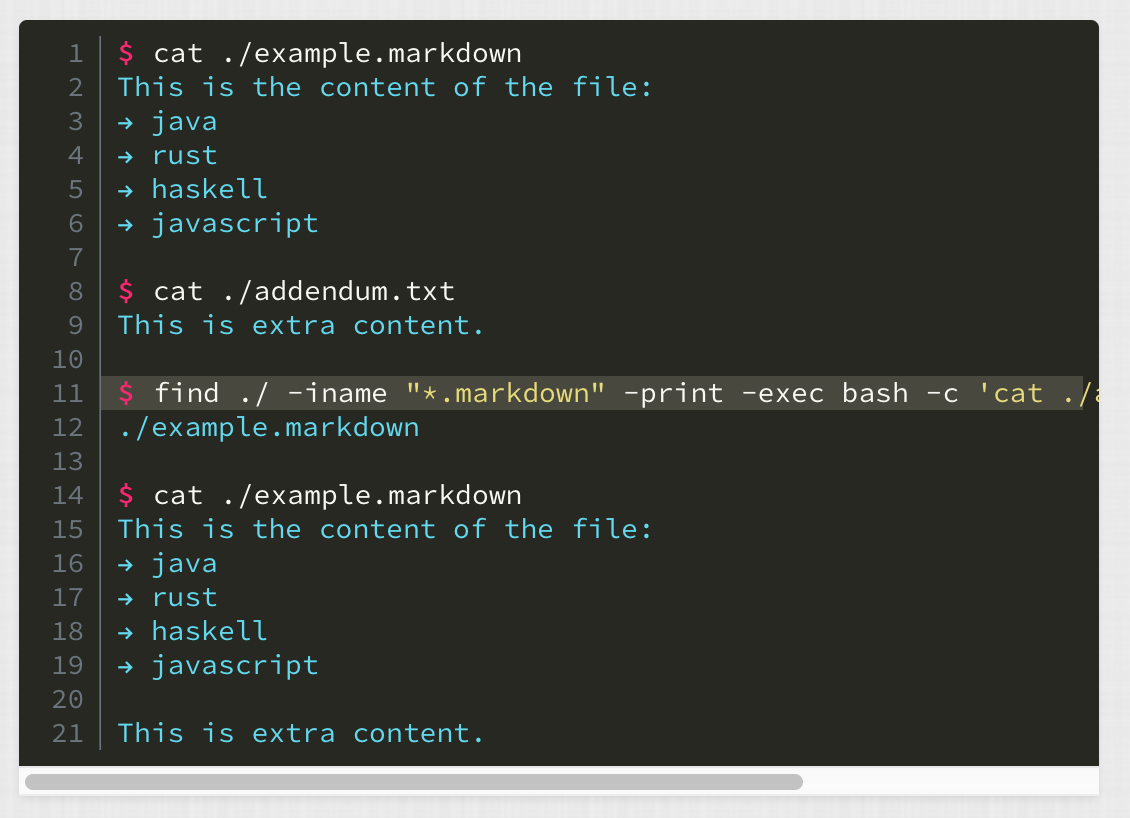 1 $ cat ./example.markdown
2 This is the content of the file:
3 → java
4 → rust
5 → haskell
6 → javascript
7
8 $ cat ./addendum.txt
9 This is extra content.
10
11 $ find ./ -iname "*.markdown" -print -exec bash -c 'cat ./
12 ./example.markdown
13
14 $ cat ./example.markdown
15 This is the content of the file:
16 → java
17 → rust
18 → haskell
19 → javascript
20
21 This is extra content.